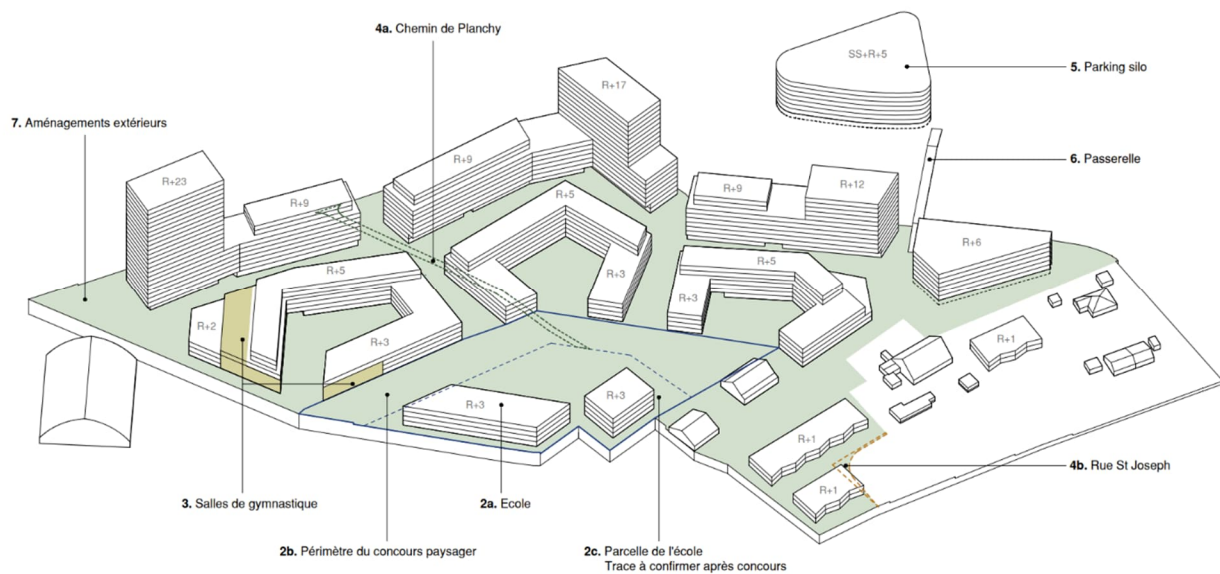 4a. Chemin de Planchy
SS+R+5
5. Parking silo
R+17
7. Aménagements extérieurs
R+9
6. Passerelle
R+23
R+9
R+5
R+9
R+12
R+6
R+5
R+3
R+5
R+3
R+2
R+3
R+1
R+3
R+3
R+1
R+1
4b. Rue St Joseph
3. Salles de gymnastique
2a. Ecole
2b. Périmètre du concours paysager
2c. Parcelle de l'école
Trace à confirmer après concours